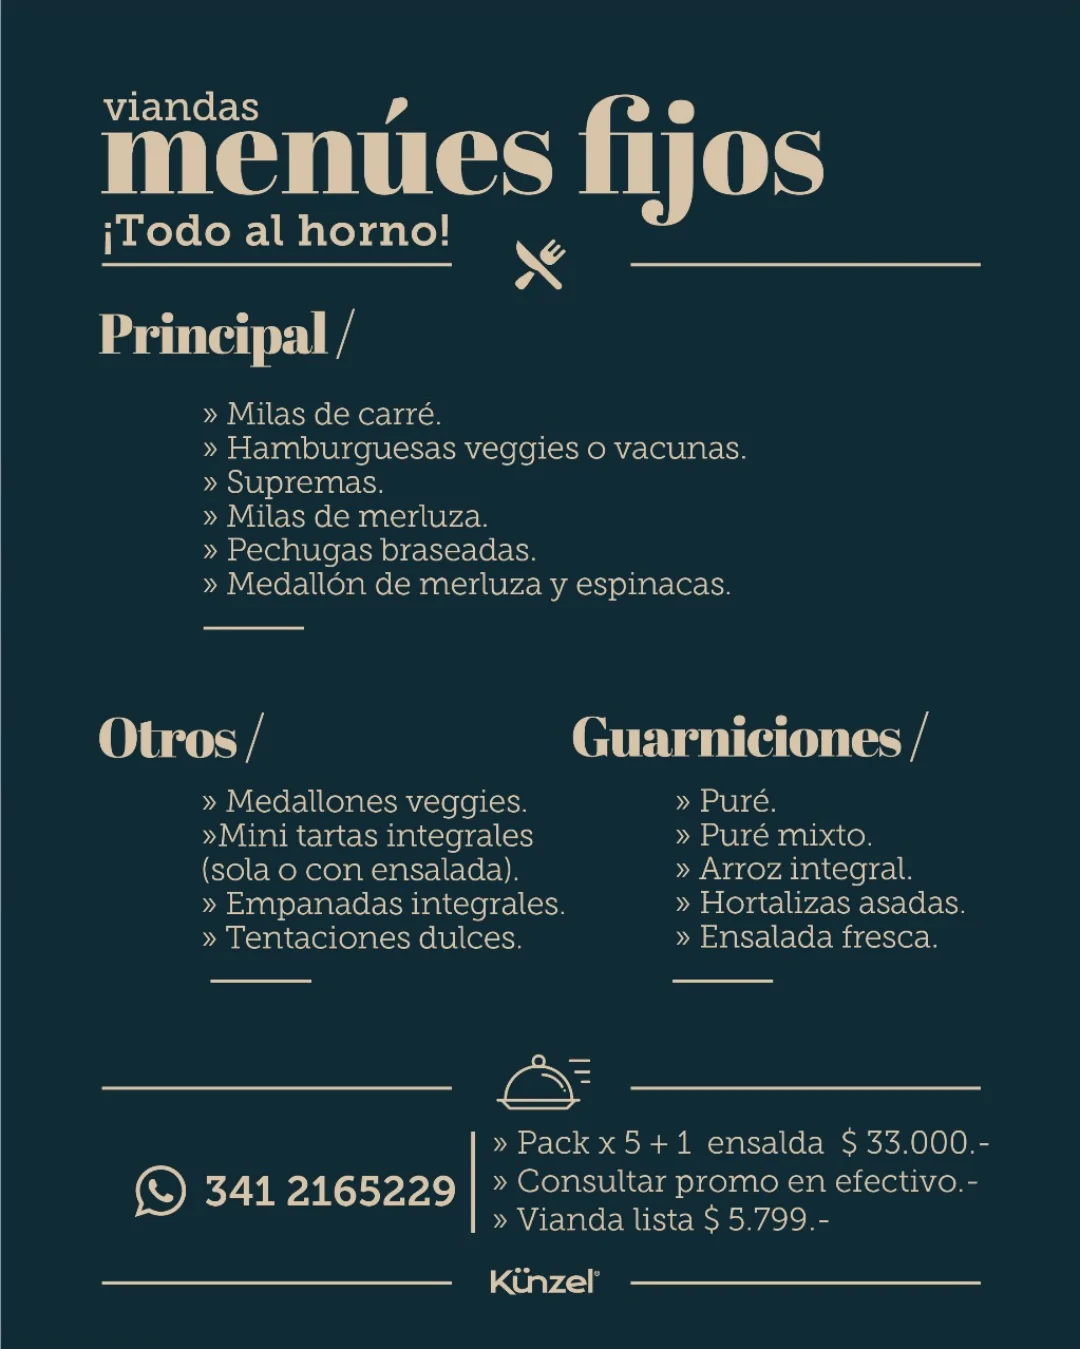 viandas
menúes fijos
¡Todo al horno!
Principal /
» Milas de carré.
» Hamburguesas veggies o vacunas.
» Supremas.
» Milas de merluza.
» Pechugas braseadas.
» Medallón de merluza y espinacas.
Otros /
» Medallones veggies.
»Mini tartas integrales
(sola o con ensalada).
» Empanadas integrales.
» Tentaciones dulces.
Guarniciones /
» Puré.
» Puré mixto.
» Arroz integral.
» Hortalizas asadas.
» Ensalada fresca.
341 2165229
» Pack x 5 + 1 ensalda $ 33.000.-
» Consultar promo en efectivo.-
» Vianda lista $ 5.799.-
Künzel®